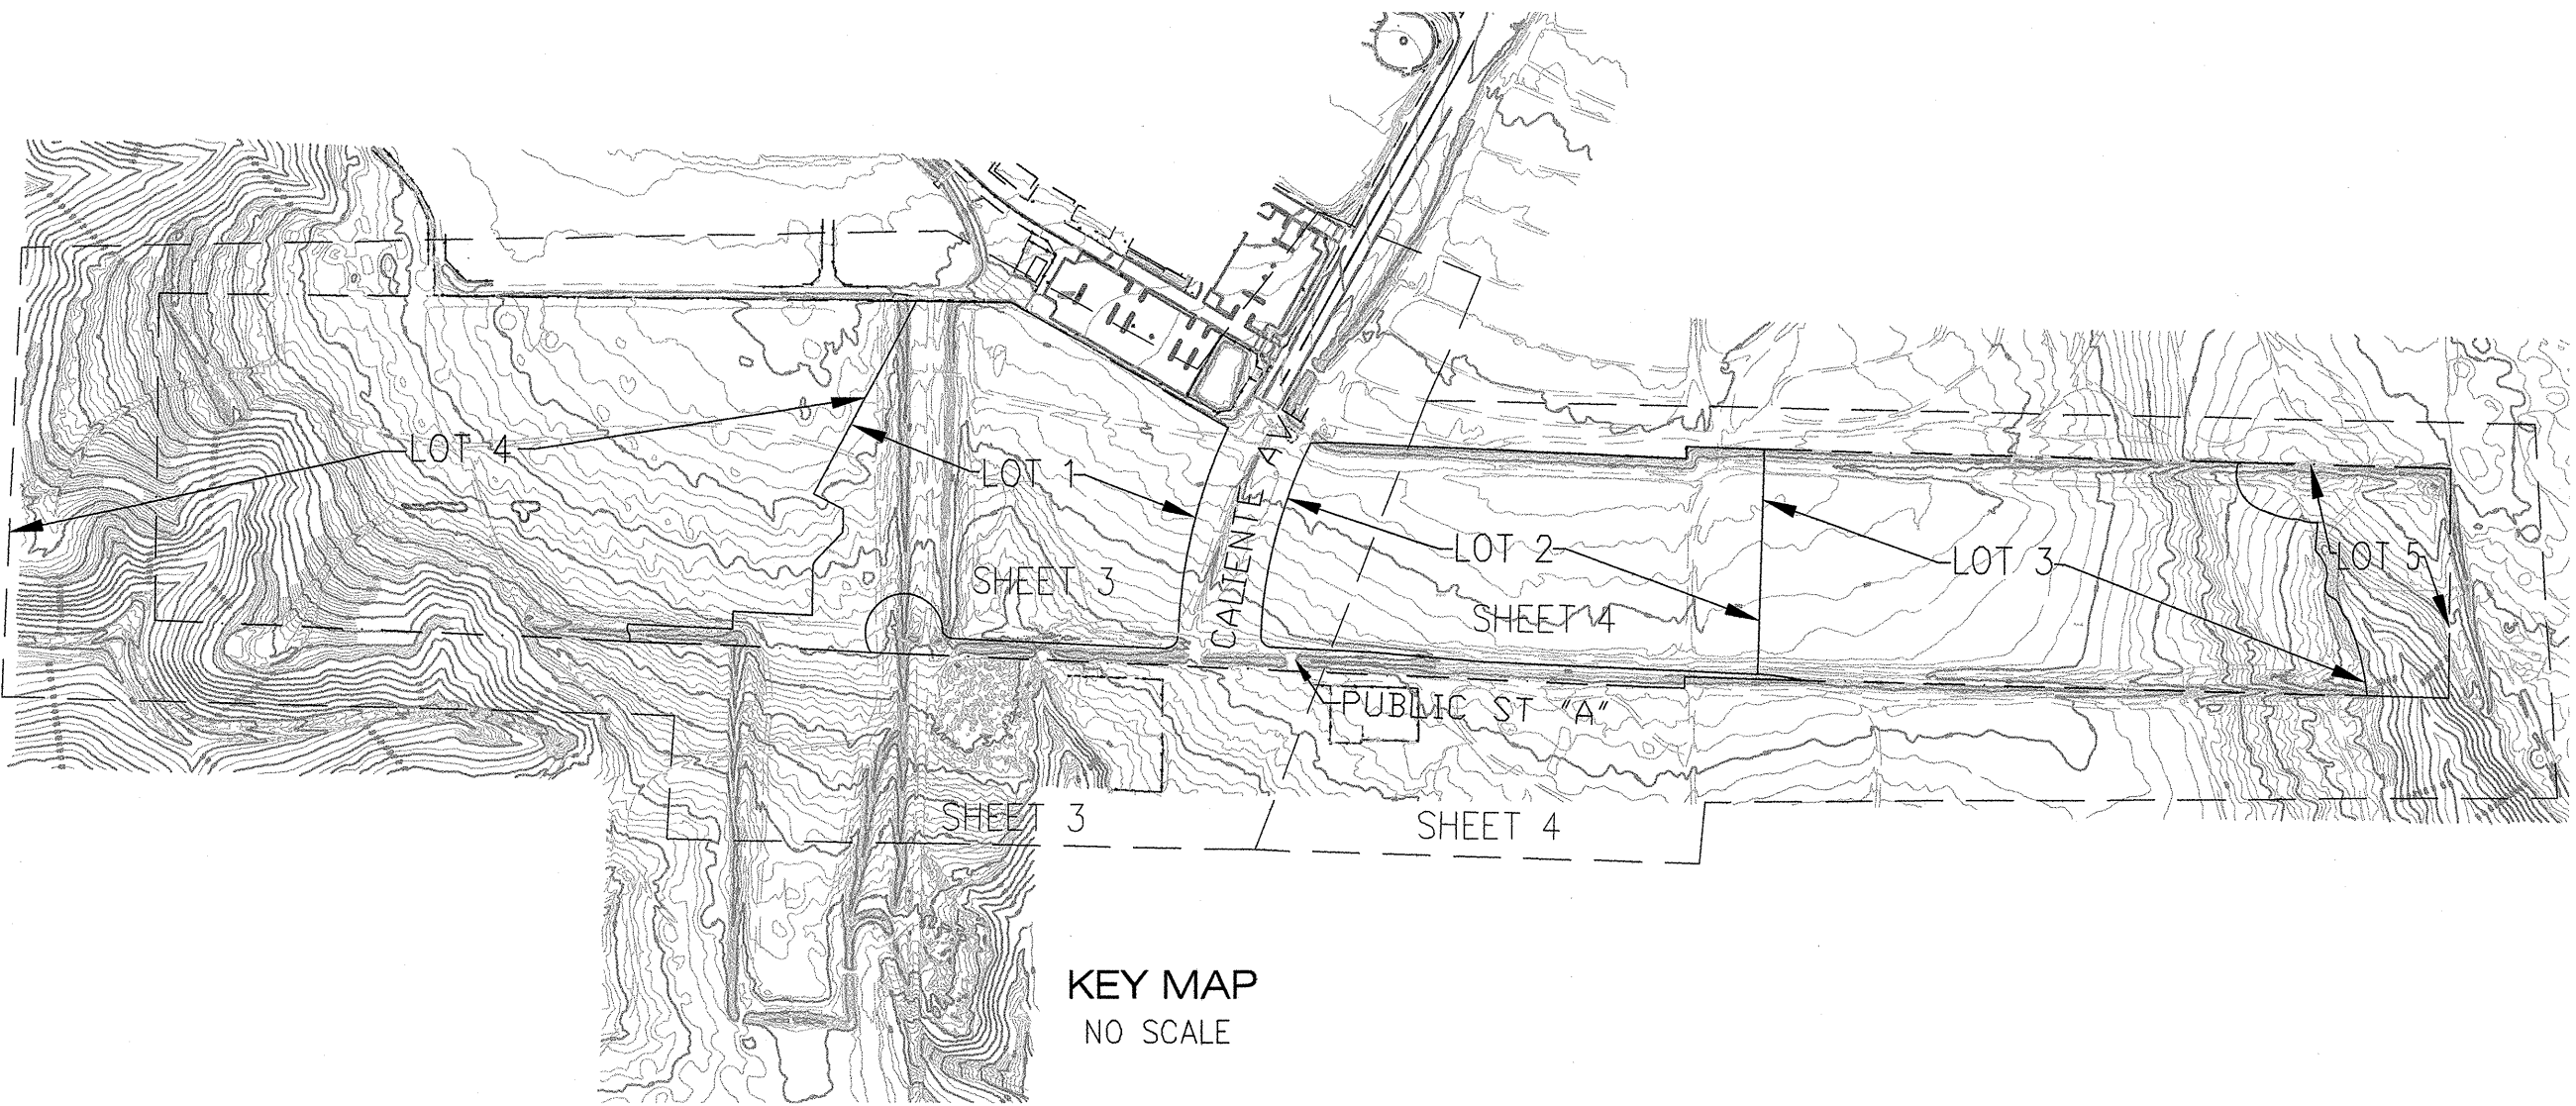 LOT 4
LOT 1
CALIENTE AVE
LOT 2
LOT 3
LOT 5
SHEET 3
SHEET 4
PUBLIC ST "A"
SHEET 3
SHEET 4
KEY MAP
NO SCALE